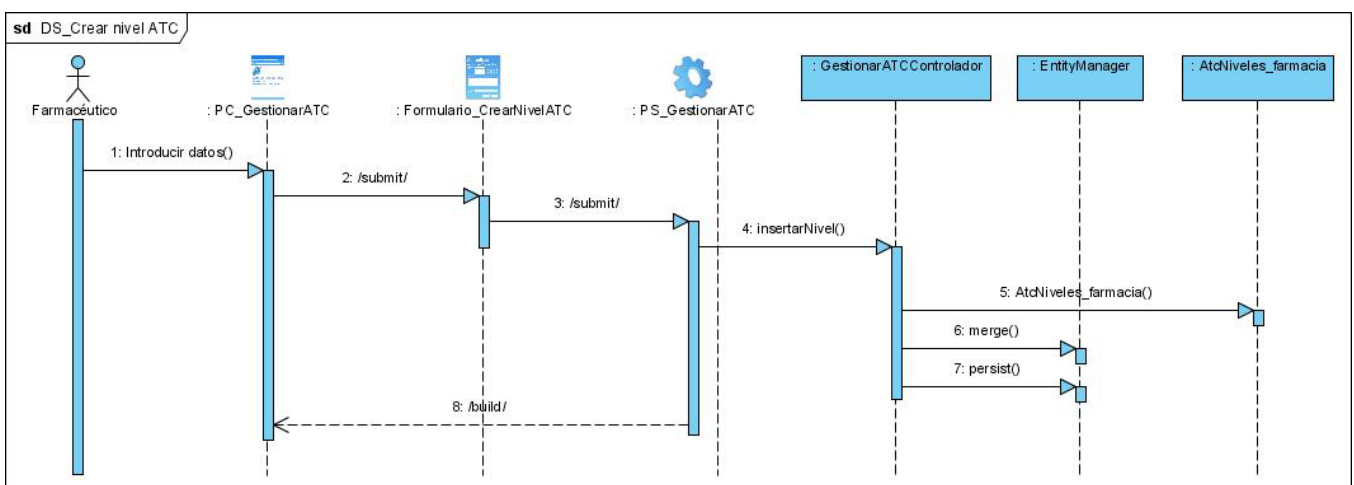 sd DS_Crear nivel ATC
Farmacéutico
: PC_GestionarATC
: Formulario_CrearNivelATC
: PS_GestionarATC
: GestionarATCControlador
: EntityManager
: AtcNiveles_farmacia
1: Introducir datos()
2: /submit/
3: /submit/
4: insertarNivel()
5: AtcNiveles_farmacia()
6: merge()
7: persist()
8: /build/